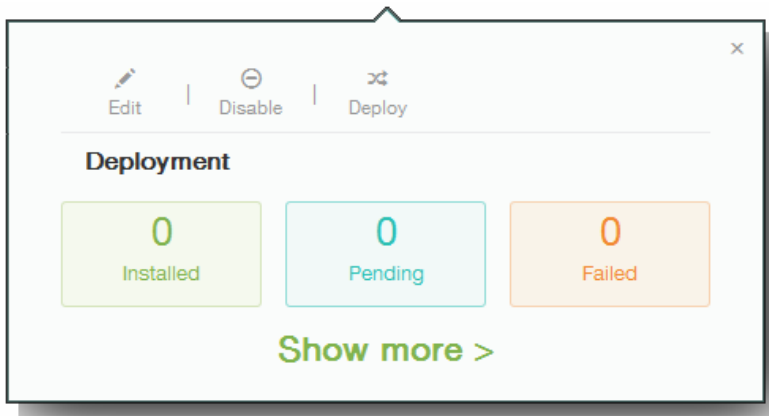 ×
Edit | Disable | Deploy
Deployment
0 0 0
Installed Pending Failed
Show more >